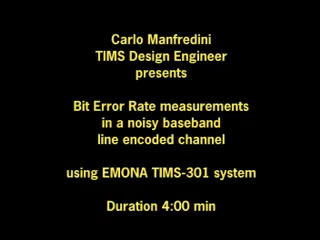 Carlo Manfredini
TIMS Design Engineer
presents
Bit Error Rate measurements
in a noisy baseband
line encoded channel
using EMONA TIMS-301 system
Duration 4:00 min